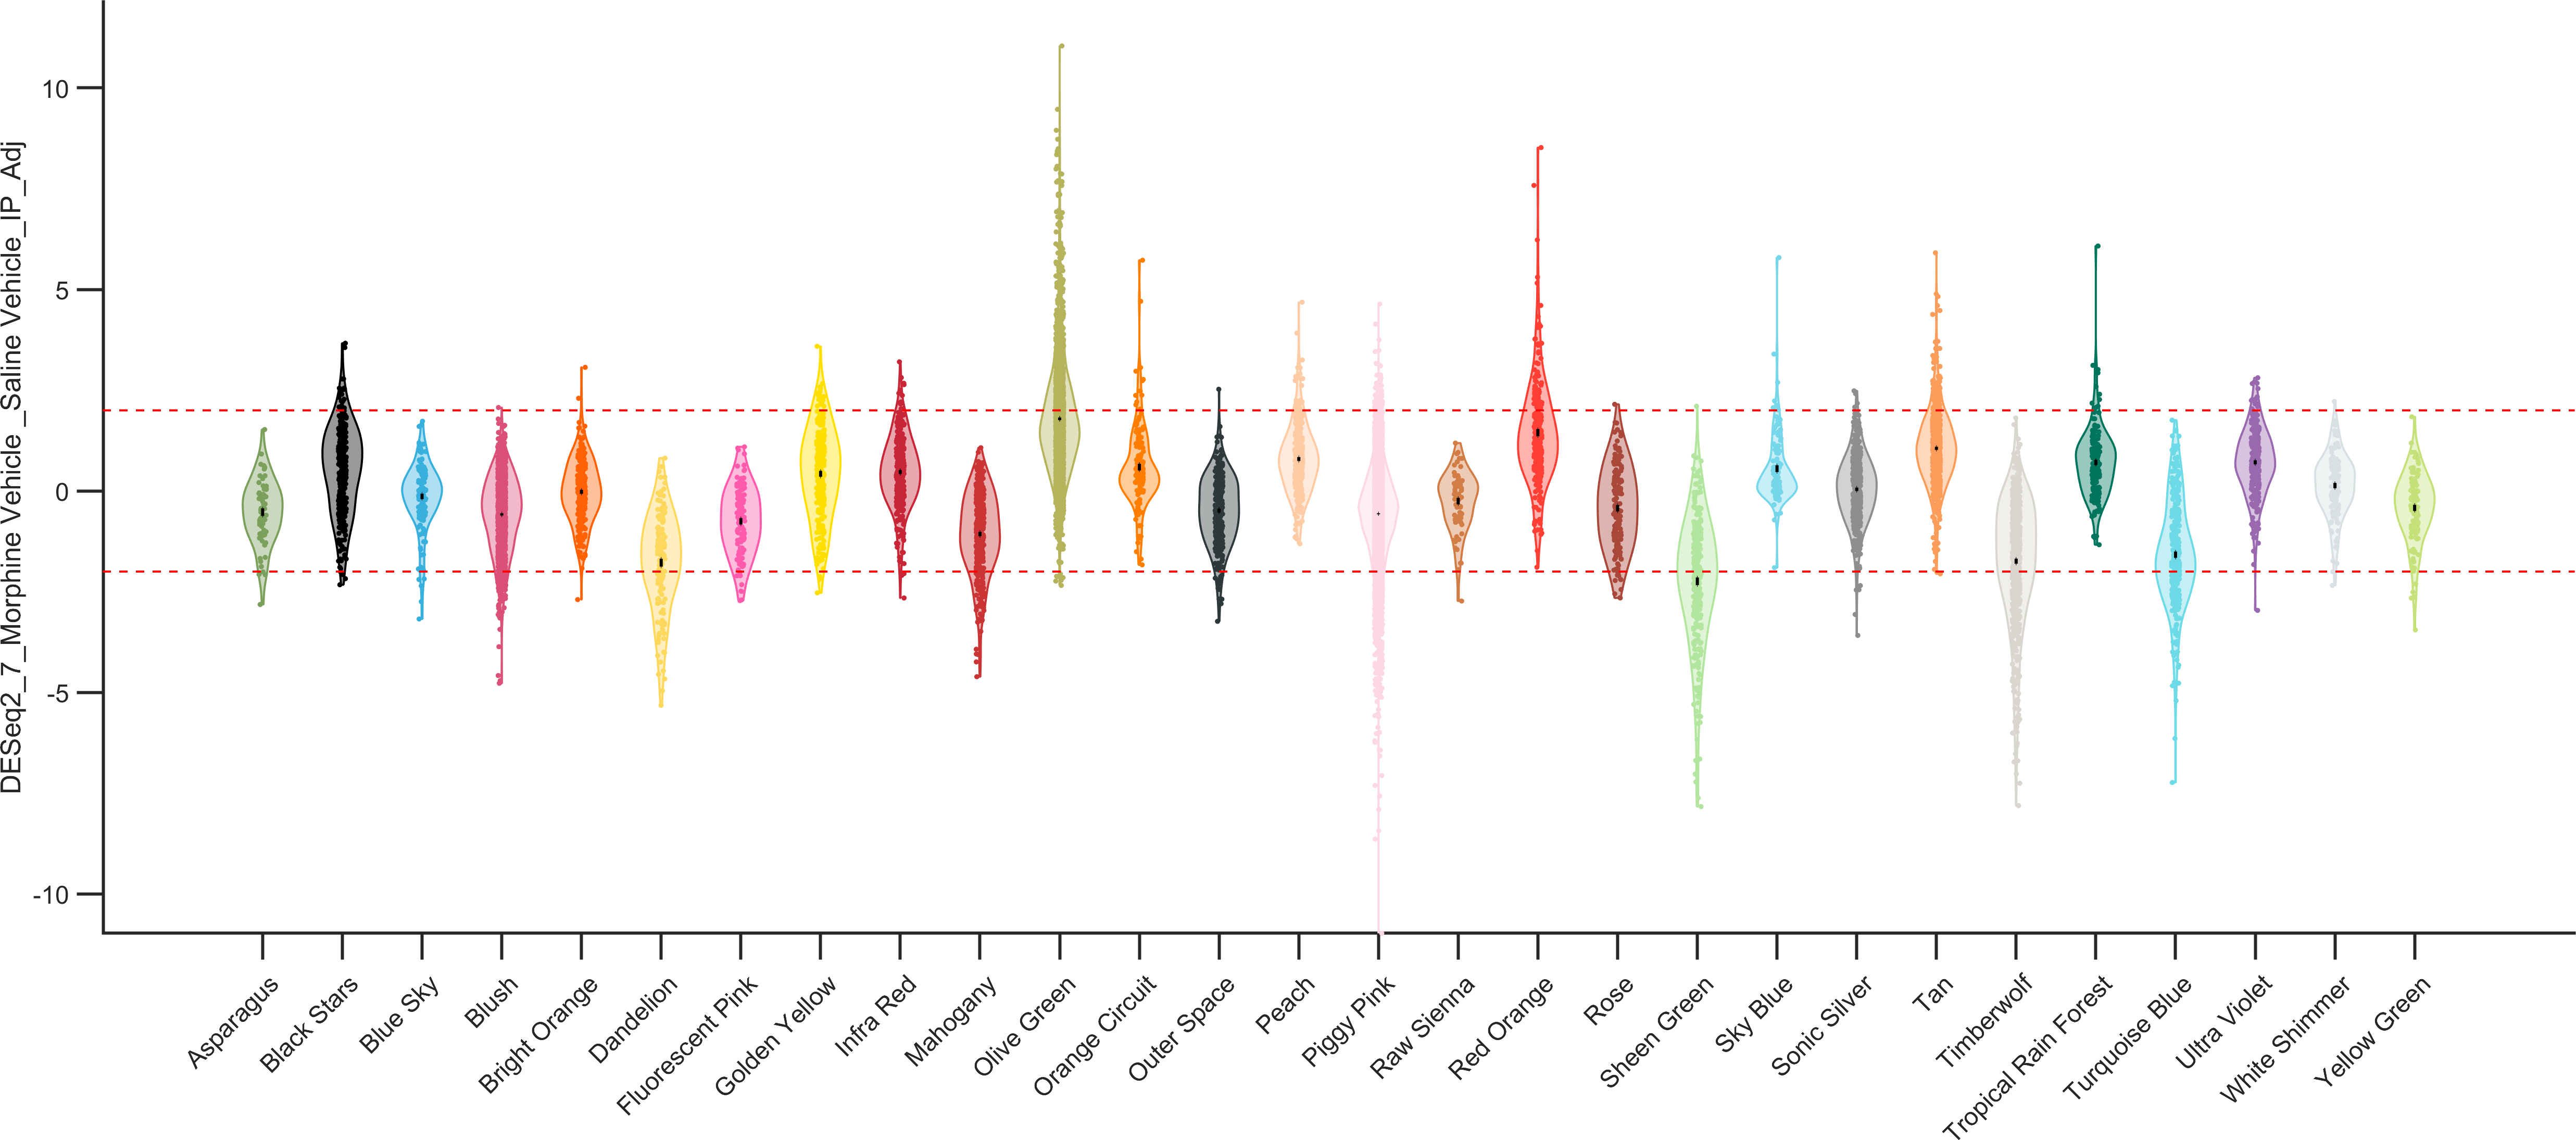 DESeq2_7_Morphine Vehicle _Saline Vehicle_IP_Adj
10
5
0
-5
-10
Asparagus
Black Stars
Blue Sky
Blush
Bright Orange
Dandelion
Fluorescent Pink
Golden Yellow
Infra Red
Mahogany
Olive Green
Orange Circuit
Outer Space
Peach
Piggy Pink
Raw Sienna
Red Orange
Rose
Sheen Green
Sky Blue
Sonic Silver
Tan
Timberwolf
Tropical Rain Forest
Turquoise Blue
Ultra Violet
White Shimmer
Yellow Green